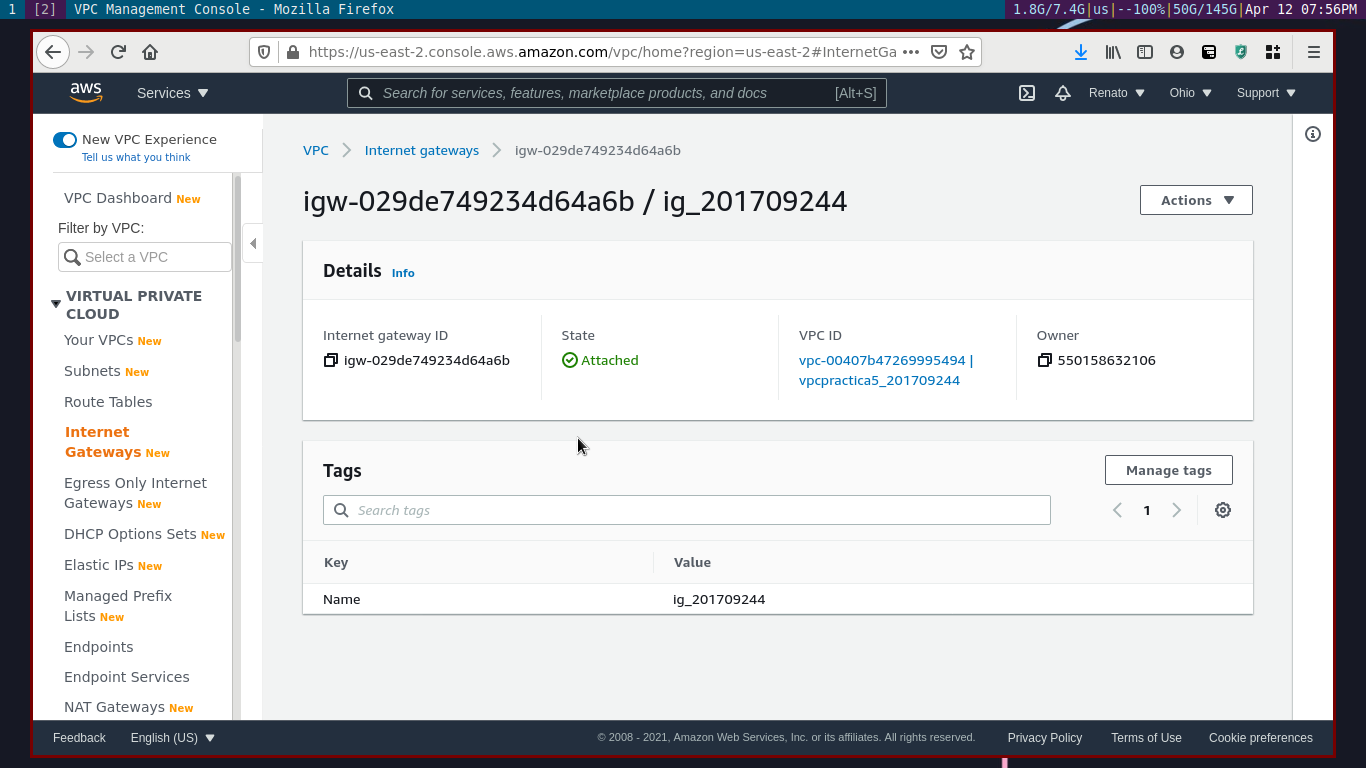 1 [2] VPC Management Console - Mozilla Firefox 1.8G/7.4G|us|--100%|50G/145G|Apr 12 07:56PM
https://us-east-2.console.aws.amazon.com/vpc/home?region=us-east-2#InternetGa
aws Services Search for services, features, marketplace products, and docs [Alt+S] Renato Ohio Support
New VPC Experience
Tell us what you think
VPC Dashboard New
Filter by VPC:
Select a VPC
VIRTUAL PRIVATE
CLOUD
Your VPCs New
Subnets New
Route Tables
Internet
Gateways New
Egress Only Internet
Gateways New
DHCP Options Sets New
Elastic IPs New
Managed Prefix
Lists New
Endpoints
Endpoint Services
NAT Gateways New
VPC Internet gateways igw-029de749234d64a6b
igw-029de749234d64a6b / ig_201709244 Actions
Details Info
Internet gateway ID
igw-029de749234d64a6b
State
Attached
VPC ID
vpc-00407b47269995494 |
vpcpractica5_201709244
Owner
550158632106
Tags Manage tags
Search tags 1
Key Value
Name ig_201709244
Feedback English (US) © 2008 - 2021, Amazon Web Services, Inc. or its affiliates. All rights reserved. Privacy Policy Terms of Use Cookie preferences